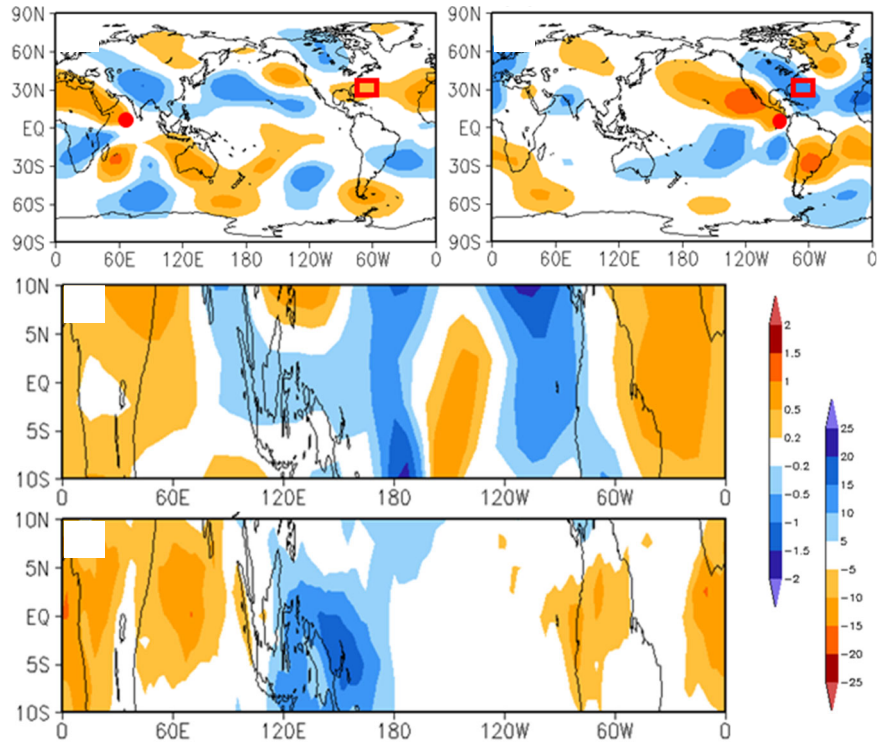 90N 90N
60N 60N
30N 30N
EQ EQ
30S 30S
60S 60S
90S 90S
0 60E 120E 180 120W 60W 0 0 60E 120E 180 120W 60W 0
10N
5N
EQ
5S
10S
0 60E 120E 180 120W 60W 0
10N
5N
EQ
5S
10S
0 60E 120E 180 120W 60W 0
2
1.5
1
0.5
0.2
-0.2
-0.5
-1
-1.5
-2
25
20
15
10
5
-5
-10
-15
-20
-25